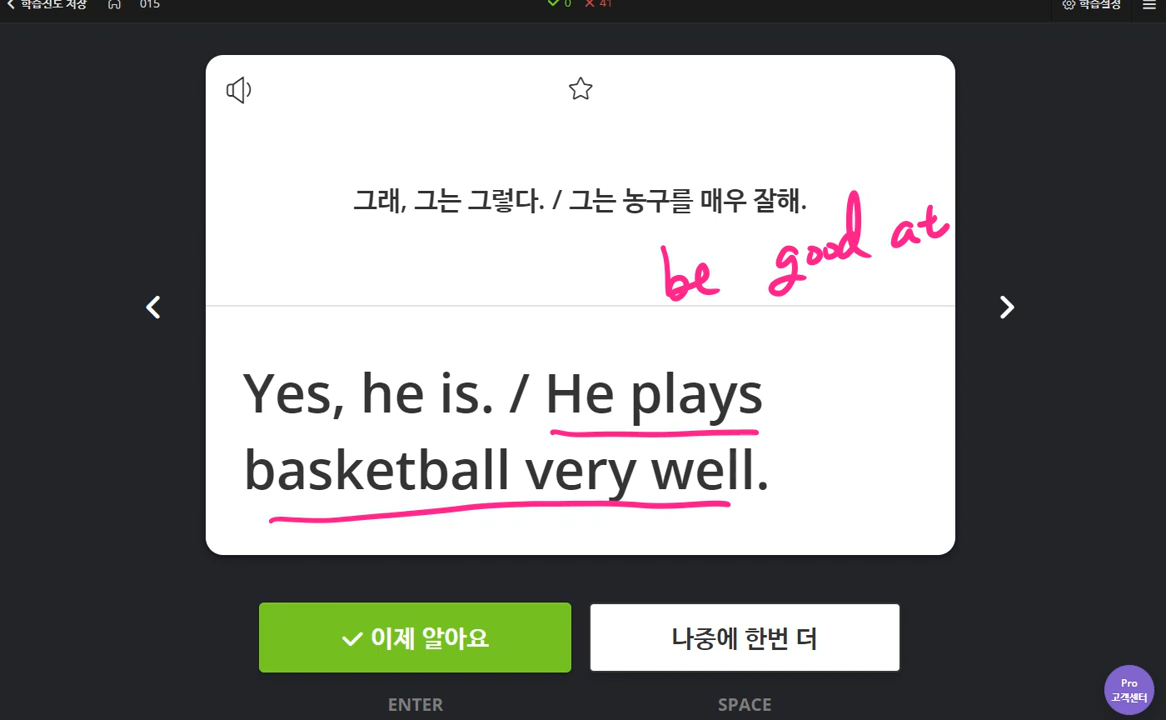 학습진도 저장 015 0 41 학습설정
그래, 그는 그렇다. / 그는 농구를 매우 잘해.
be good at
Yes, he is. / He plays
basketball very well.
이제 알아요 나중에 한번 더
ENTER SPACE
Pro
고객센터